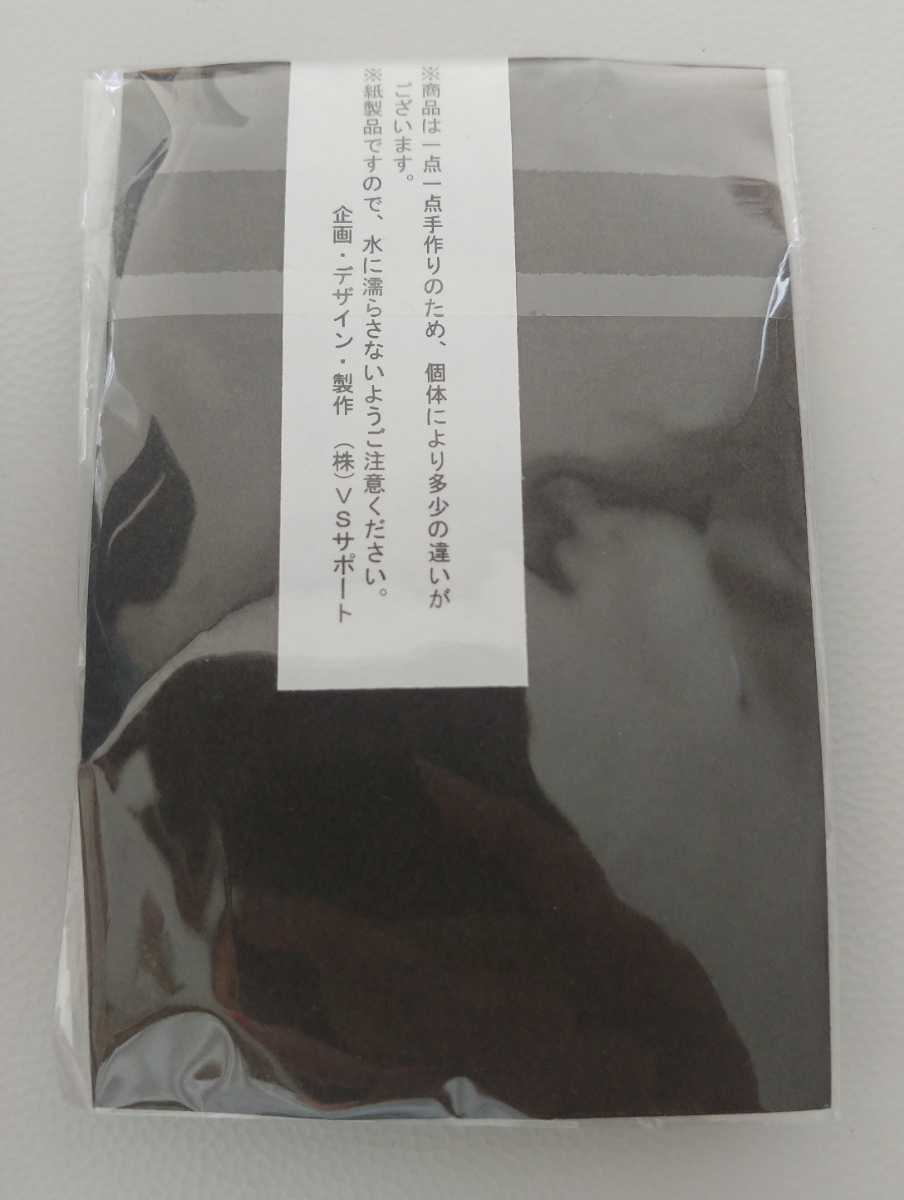 ※商品は一点一点手作りのため、個体により多少の違いが
ございます。
※紙製品ですので、水に濡らさないようご注意ください。
企画・デザイン・製作　（株）ＶＳサポート